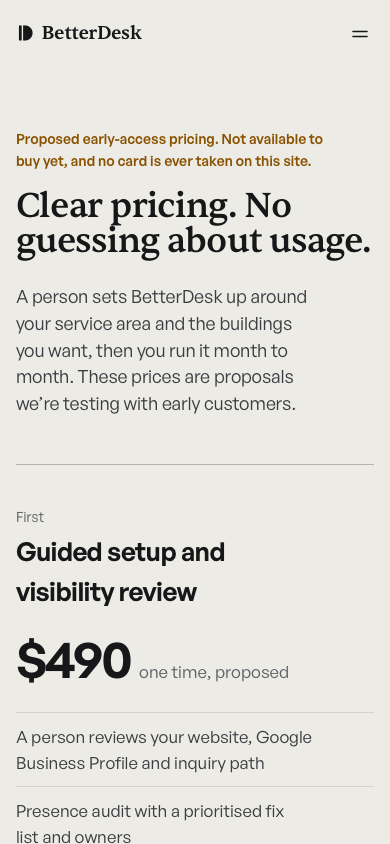 BetterDesk
Proposed early-access pricing. Not available to
buy yet, and no card is ever taken on this site.
Clear pricing. No
guessing about usage.
A person sets BetterDesk up around
your service area and the buildings
you want, then you run it month to
month. These prices are proposals
we’re testing with early customers.
First
Guided setup and
visibility review
$490 one time, proposed
A person reviews your website, Google
Business Profile and inquiry path
Presence audit with a prioritised fix
list and owners